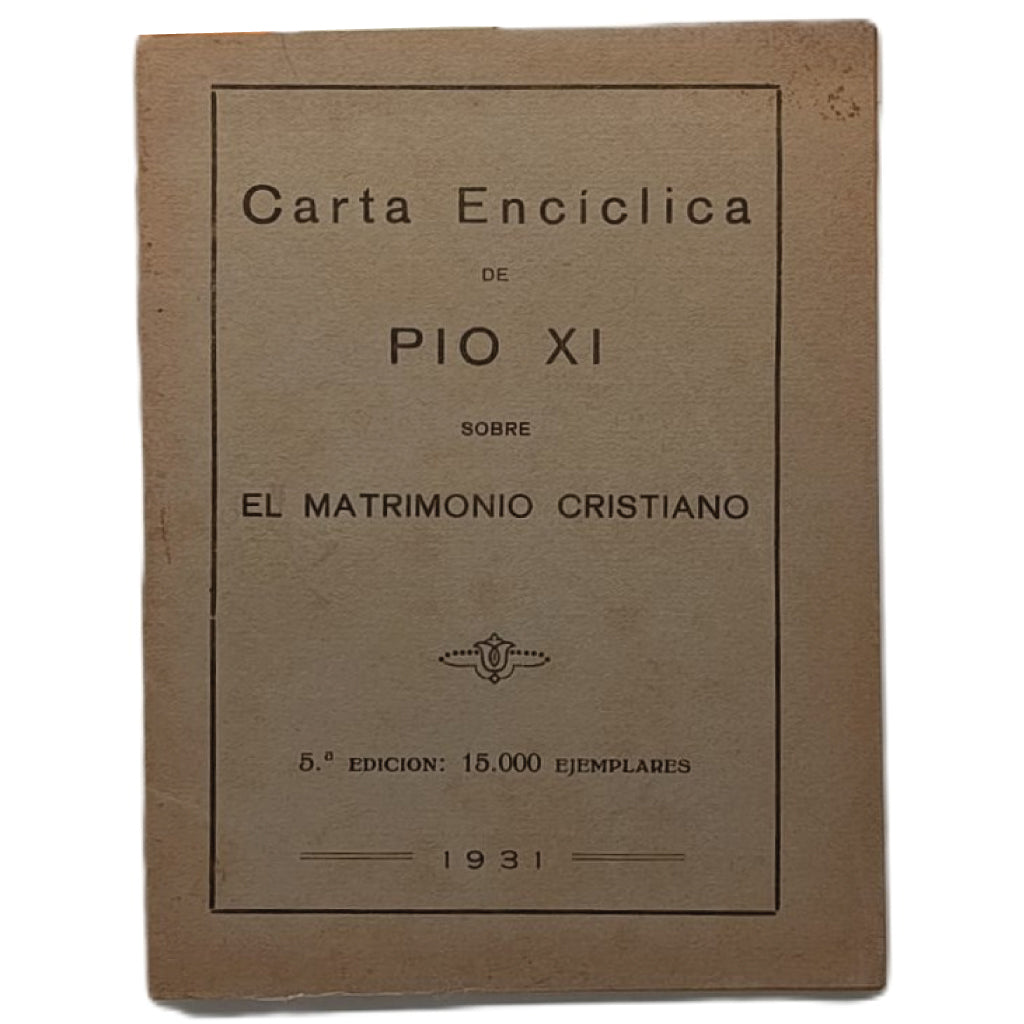 Carta Encíclica
DE
PIO XI
SOBRE
EL MATRIMONIO CRISTIANO
5.ª EDICION: 15.000 EJEMPLARES
1931